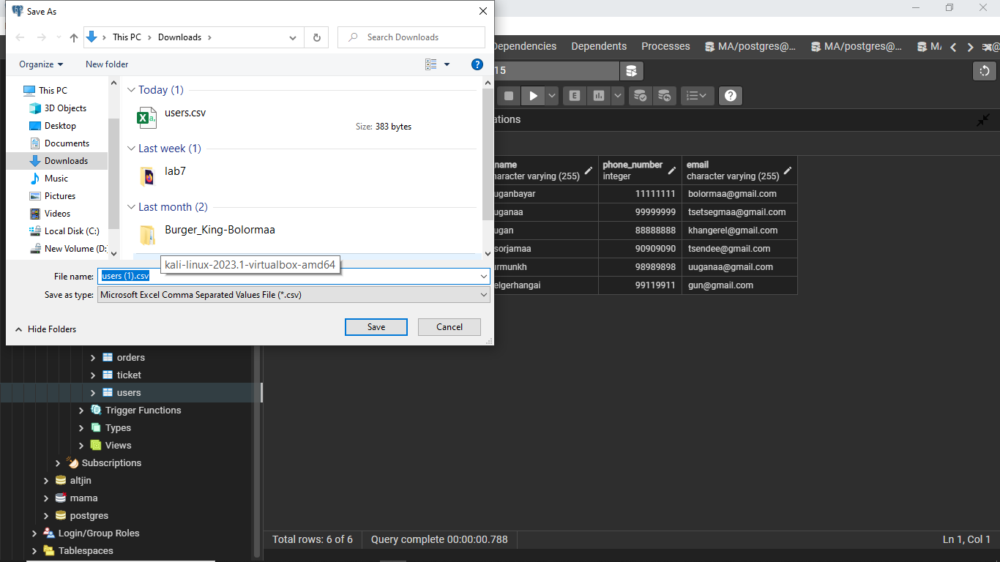 Save As
This PC
Downloads
Search Downloads
Organize
New folder
This PC
3D Objects
Desktop
Documents
Downloads
Music
Pictures
Videos
Local Disk (C:)
New Volume (D:
Today (1)
users.csv
Size: 383 bytes
Last week (1)
lab7
Last month (2)
Burger_King-Bolormaa
kali-linux-2023.1-virtualbox-amd64
File name: users (1).csv
Save as type: Microsoft Excel Comma Separated Values File (*.csv)
Hide Folders
Save
Cancel
Dependencies
Dependents
Processes
MA/postgres@...
MA/postgres@...
MA
15
E
ations
name
haracter varying (255)
phone_number
integer
email
character varying (255)
uganbayar 11111111 bolormaa@gmail.com
uganaa 99999999 tsetsegmaa@gmail.com
ugan 88888888 khangerel@gmail.com
sorjamaa 90909090 tsendee@gmail.com
rmunkh 98989898 uuganaa@gmail.com
elgerhangai 99119911 gun@gmail.com
orders
ticket
users
Trigger Functions
Types
Views
Subscriptions
altjin
mama
postgres
Login/Group Roles
Tablespaces
Total rows: 6 of 6
Query complete 00:00:00.788
Ln 1, Col 1